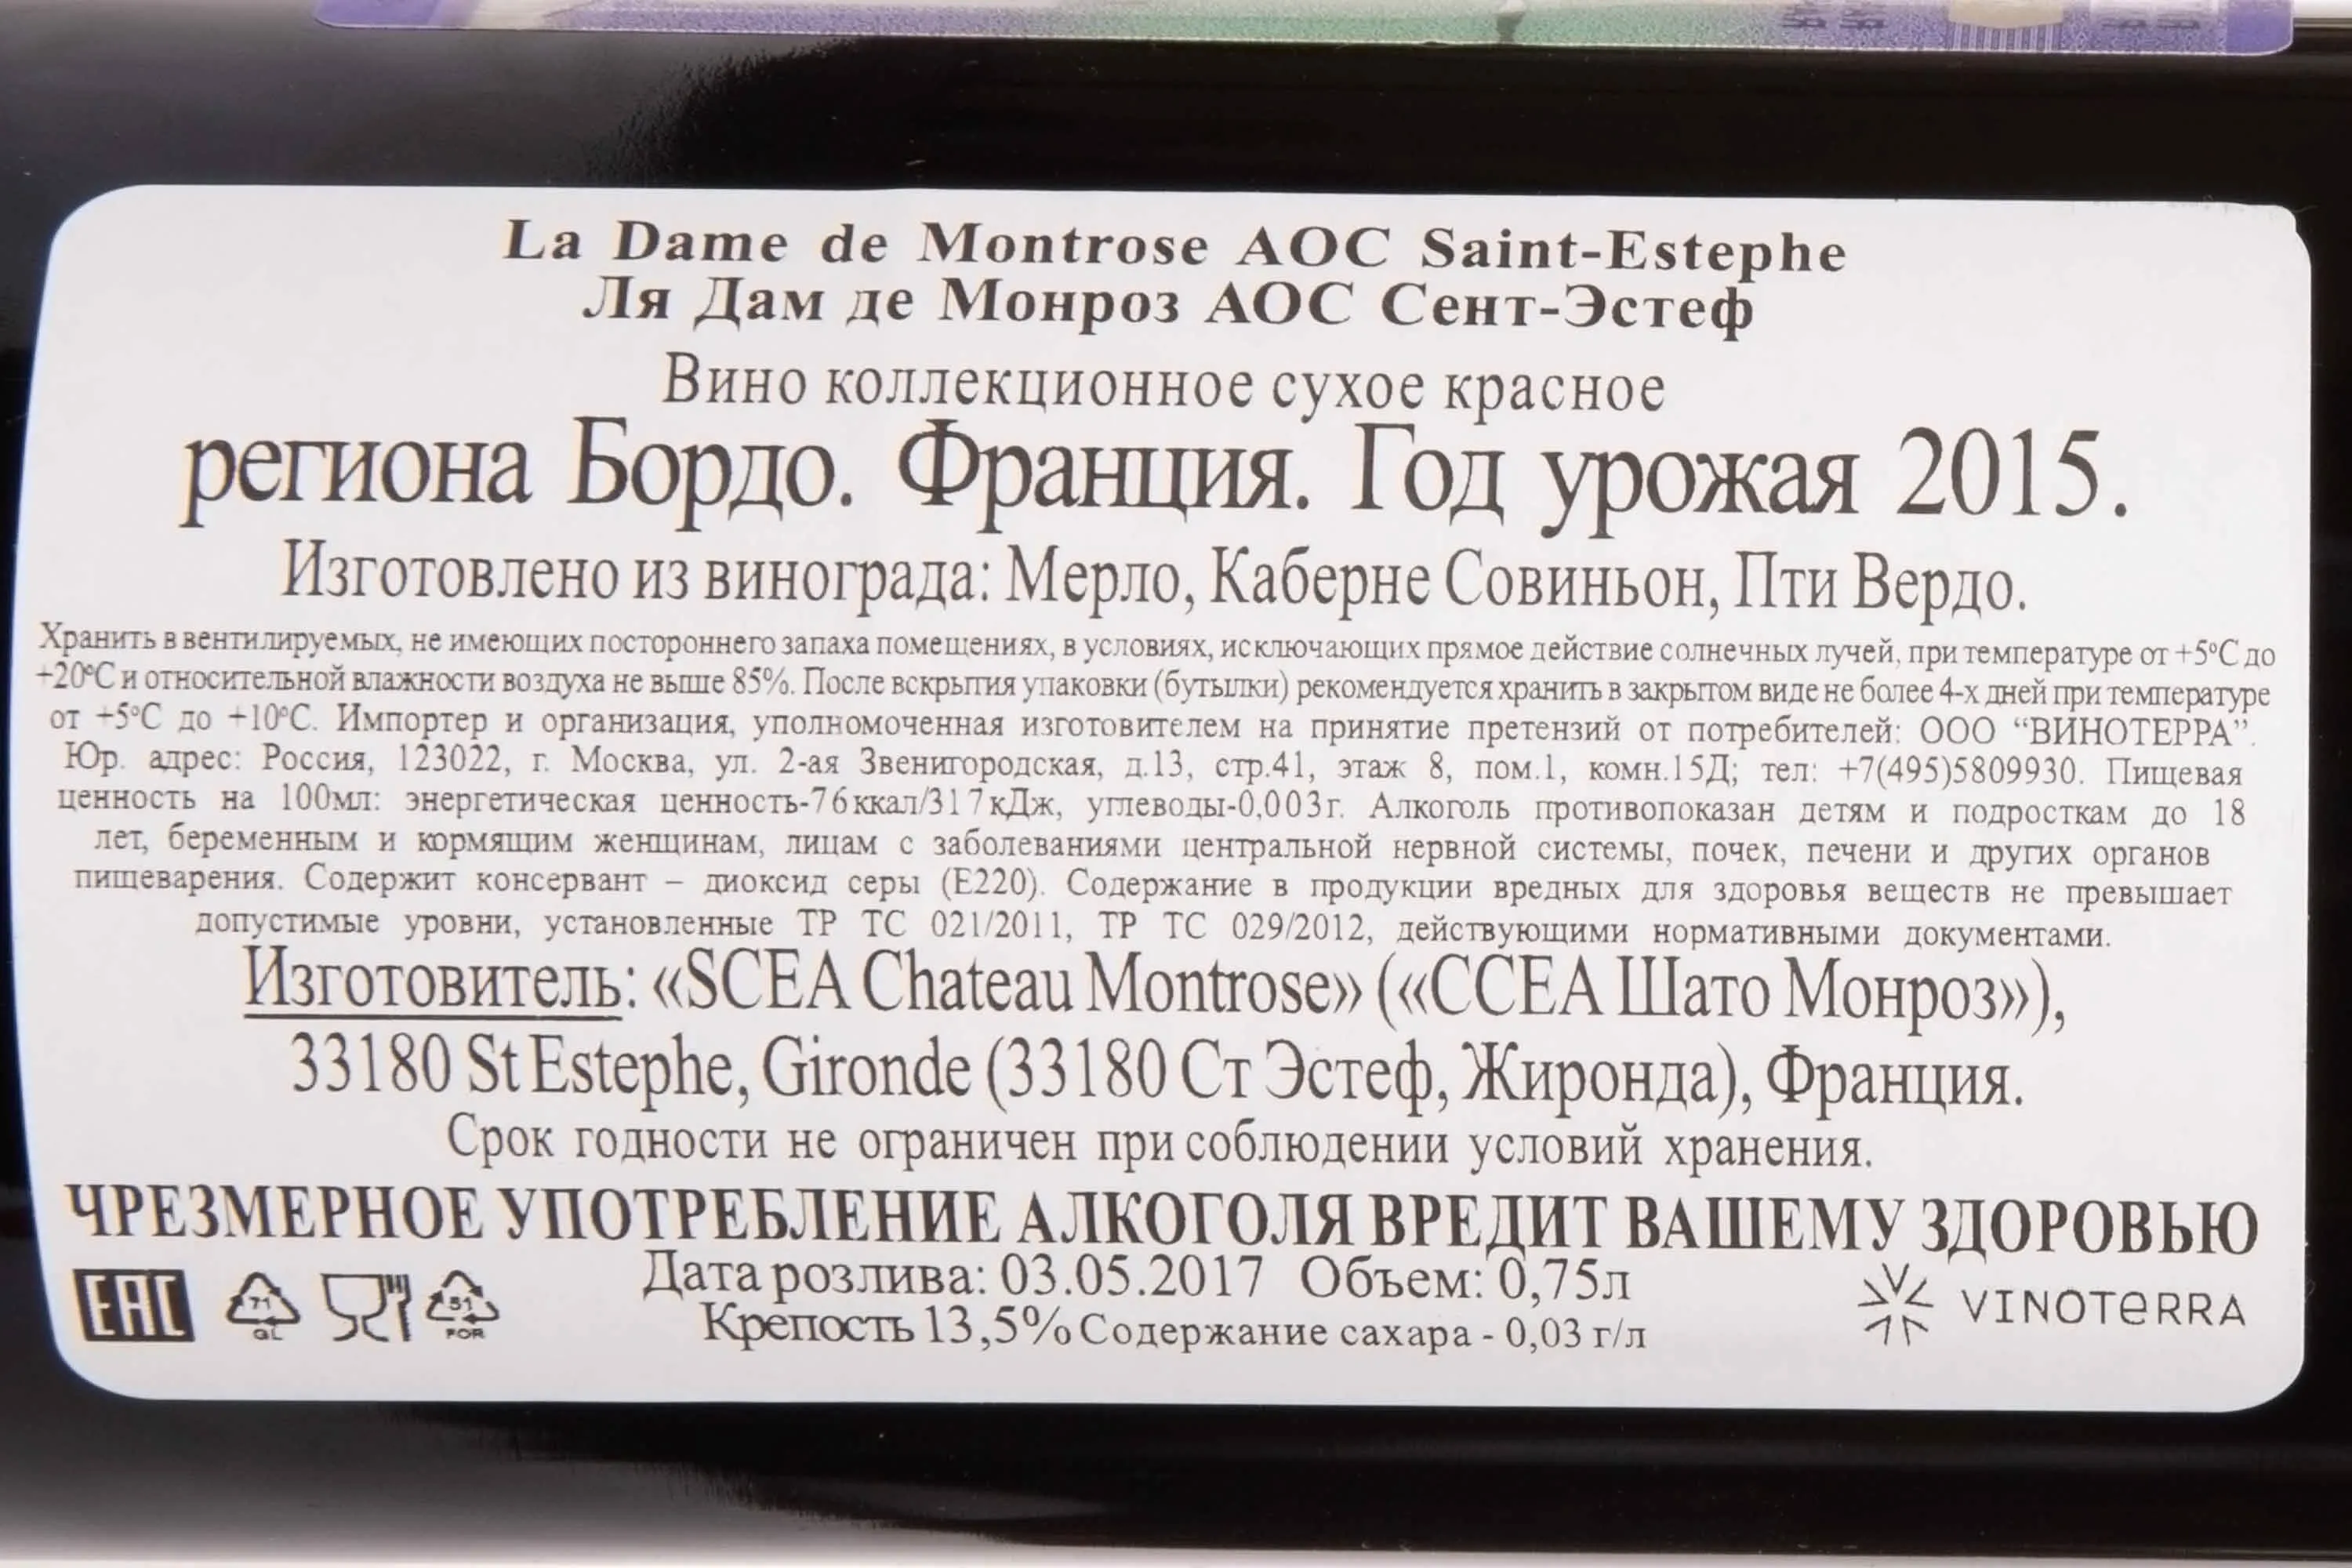 La Dame de Montrose AOC Saint-Estephe
Ля Дам де Монроз АОС Сент-Эстеф
Вино коллекционное сухое красное
региона Бордо. Франция. Год урожая 2015.
Изготовлено из винограда: Мерло, Каберне Совиньон, Пти Вердо.
Хранить в вентилируемых, не имеющих постороннего запаха помещениях, в условиях, исключающих прямое действие солнечных лучей, при температуре от +5°С до
+20°С и относительной влажности воздуха не выше 85%. После вскрытия упаковки (бутылки) рекомендуется хранить в закрытом виде не более 4-х дней при температуре
от +5°С до +10°С. Импортер и организация, уполномоченная изготовителем на принятие претензий от потребителей: ООО “ВИНОТЕРРА”.
Юр. адрес: Россия, 123022, г. Москва, ул. 2-ая Звенигородская, д.13, стр.41, этаж 8, пом.1, комн.15Д; тел: +7(495)5809930. Пищевая
ценность на 100мл: энергетическая ценность-76ккал/317кДж, углеводы-0,003г. Алкоголь противопоказан детям и подросткам до 18
лет, беременным и кормящим женщинам, лицам с заболеваниями центральной нервной системы, почек, печени и других органов
пищеварения. Содержит консервант – диоксид серы (Е220). Содержание в продукции вредных для здоровья веществ не превышает
допустимые уровни, установленные ТР ТС 021/2011, ТР ТС 029/2012, действующими нормативными документами.
Изготовитель: «SCEA Chateau Montrose» («ССЕА Шато Монроз»),
33180 St Estephe, Gironde (33180 Ст Эстеф, Жиронда), Франция.
Срок годности не ограничен при соблюдении условий хранения.
ЧРЕЗМЕРНОЕ УПОТРЕБЛЕНИЕ АЛКОГОЛЯ ВРЕДИТ ВАШЕМУ ЗДОРОВЬЮ
Дата розлива: 03.05.2017 Объем: 0,75л
Крепость 13,5% Содержание сахара - 0,03 г/л
EAC 71 GL 51 FOR
VINOTeRRA